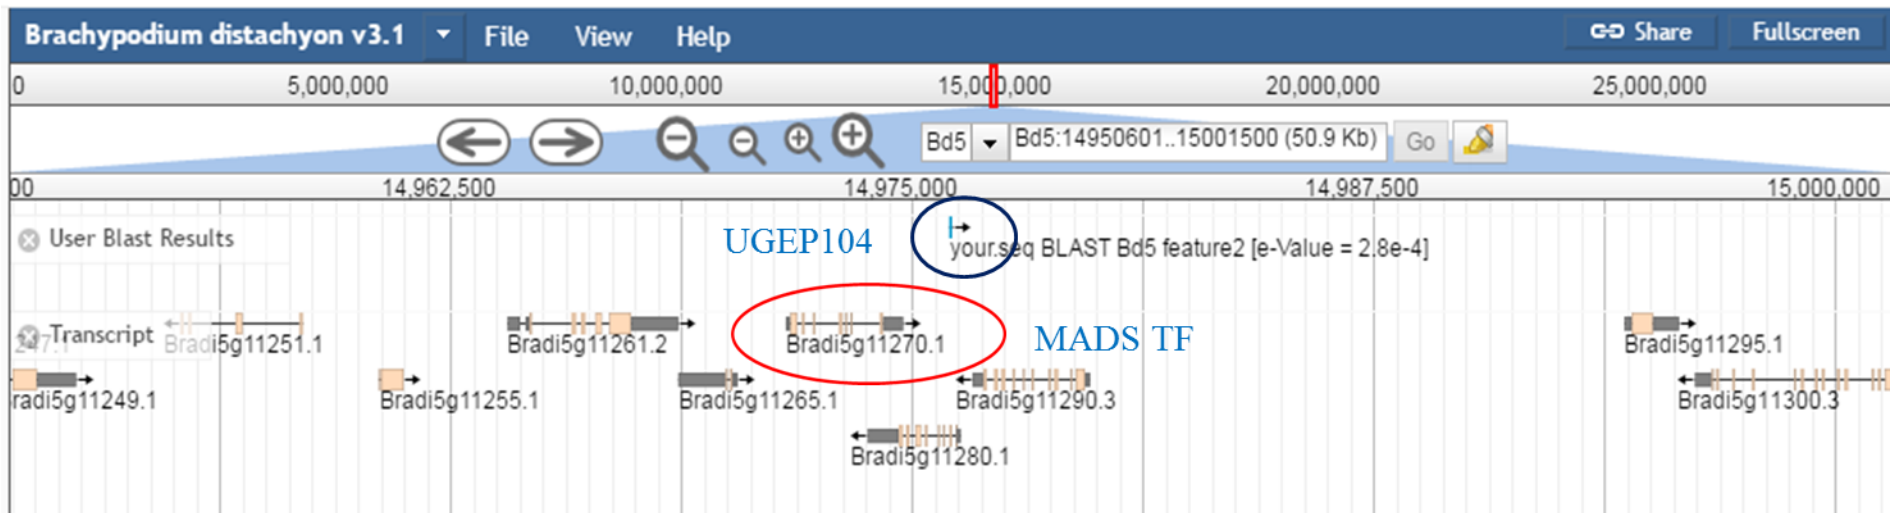 Brachypodium distachyon v3.1 File View Help Share Fullscreen
0 5,000,000 10,000,000 15,000,000 20,000,000 25,000,000
Bd5 Bd5:14950601..15001500 (50.9 Kb) Go
00 14,962,500 14,975,000 14,987,500 15,000,000
User Blast Results
UGEP104
your.seq BLAST Bd5 feature2 [e-Value = 2.8e-4]
Transcript
247.1 Bradi5g11251.1 Bradi5g11261.2 Bradi5g11270.1 MADS TF Bradi5g11295.1
radi5g11249.1 Bradi5g11255.1 Bradi5g11265.1 Bradi5g11290.3 Bradi5g11300.3
Bradi5g11280.1